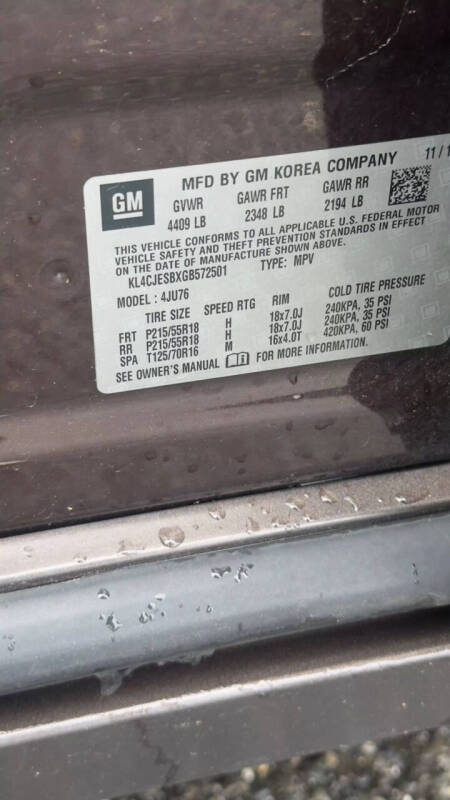 GM
MFD BY GM KOREA COMPANY 11/1
GVWR GAWR FRT GAWR RR
4409 LB 2348 LB 2194 LB
THIS VEHICLE CONFORMS TO ALL APPLICABLE U.S. FEDERAL MOTOR
VEHICLE SAFETY AND THEFT PREVENTION STANDARDS IN EFFECT
ON THE DATE OF MANUFACTURE SHOWN ABOVE.
KL4CJESBXGB572501 TYPE: MPV
MODEL : 4JU76
TIRE SIZE SPEED RTG RIM COLD TIRE PRESSURE
FRT P215/55R18 H 18x7.0J 240KPA, 35 PSI
RR P215/55R18 H 18x7.0J 240KPA, 35 PSI
SPA T125/70R16 M 16x4.0T 420KPA, 60 PSI
SEE OWNER'S MANUAL FOR MORE INFORMATION.